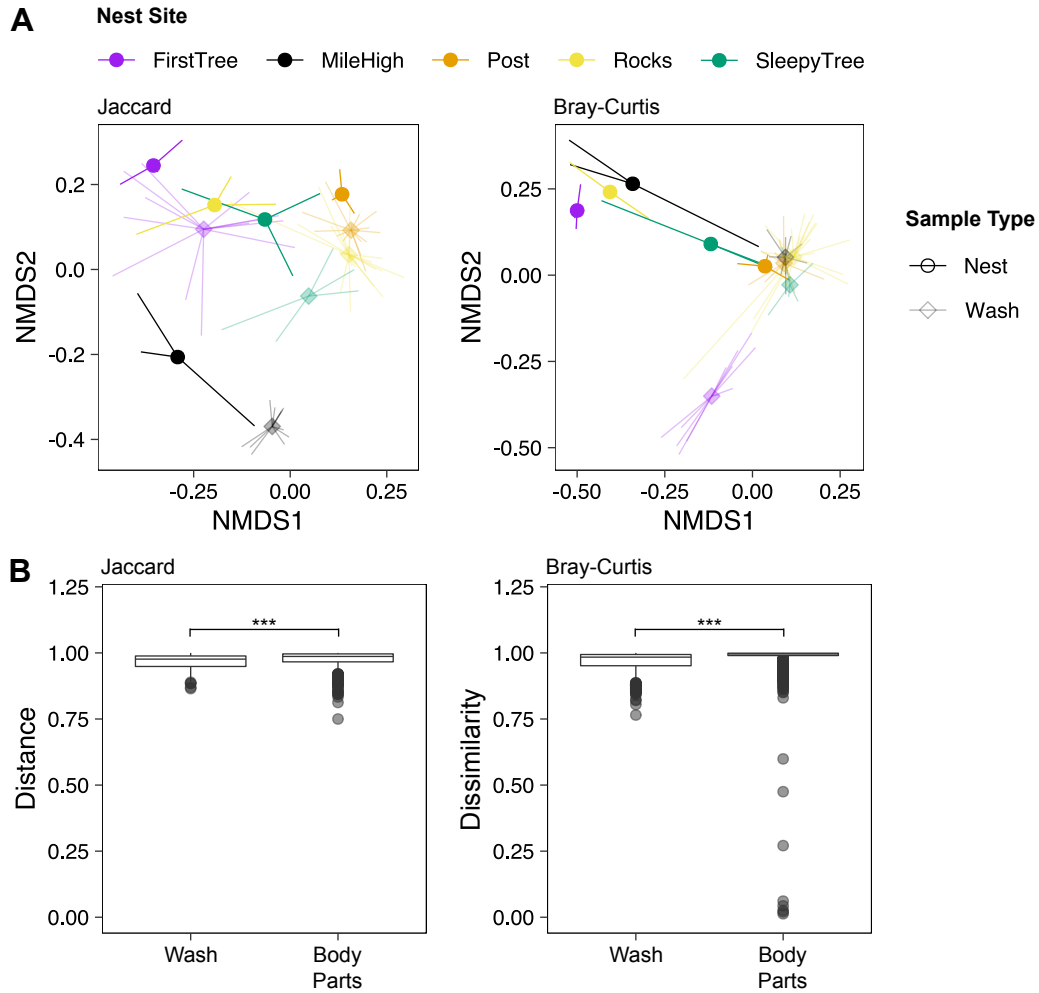 A
Nest Site
FirstTree MileHigh Post Rocks SleepyTree
Jaccard
0.2
0.0
-0.2
-0.4
NMDS2
-0.25 0.00 0.25
NMDS1
Bray-Curtis
0.25
0.00
-0.25
-0.50
NMDS2
-0.50 -0.25 0.00 0.25
NMDS1
Sample Type
Nest
Wash
B
Jaccard
1.25
1.00
0.75
0.50
0.25
0.00
Distance
***
Wash Body
Parts
Bray-Curtis
1.25
1.00
0.75
0.50
0.25
0.00
Dissimilarity
***
Wash Body
Parts